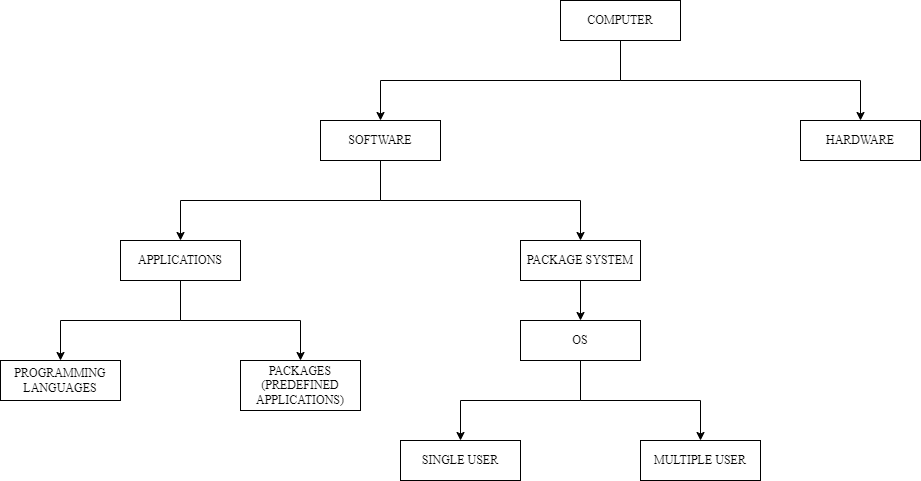 COMPUTER
SOFTWARE
HARDWARE
APPLICATIONS
PACKAGE SYSTEM
OS
PROGRAMMING
LANGUAGES
PACKAGES
(PREDEFINED
APPLICATIONS)
SINGLE USER
MULTIPLE USER